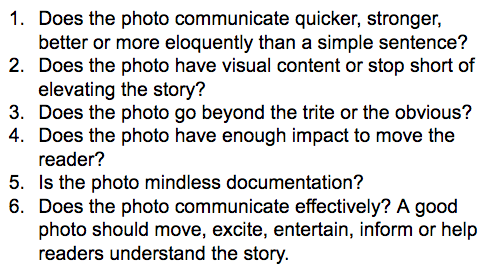 1. Does the photo communicate quicker, stronger,
better or more eloquently than a simple sentence?
2. Does the photo have visual content or stop short of
elevating the story?
3. Does the photo go beyond the trite or the obvious?
4. Does the photo have enough impact to move the
reader?
5. Is the photo mindless documentation?
6. Does the photo communicate effectively? A good
photo should move, excite, entertain, inform or help
readers understand the story.